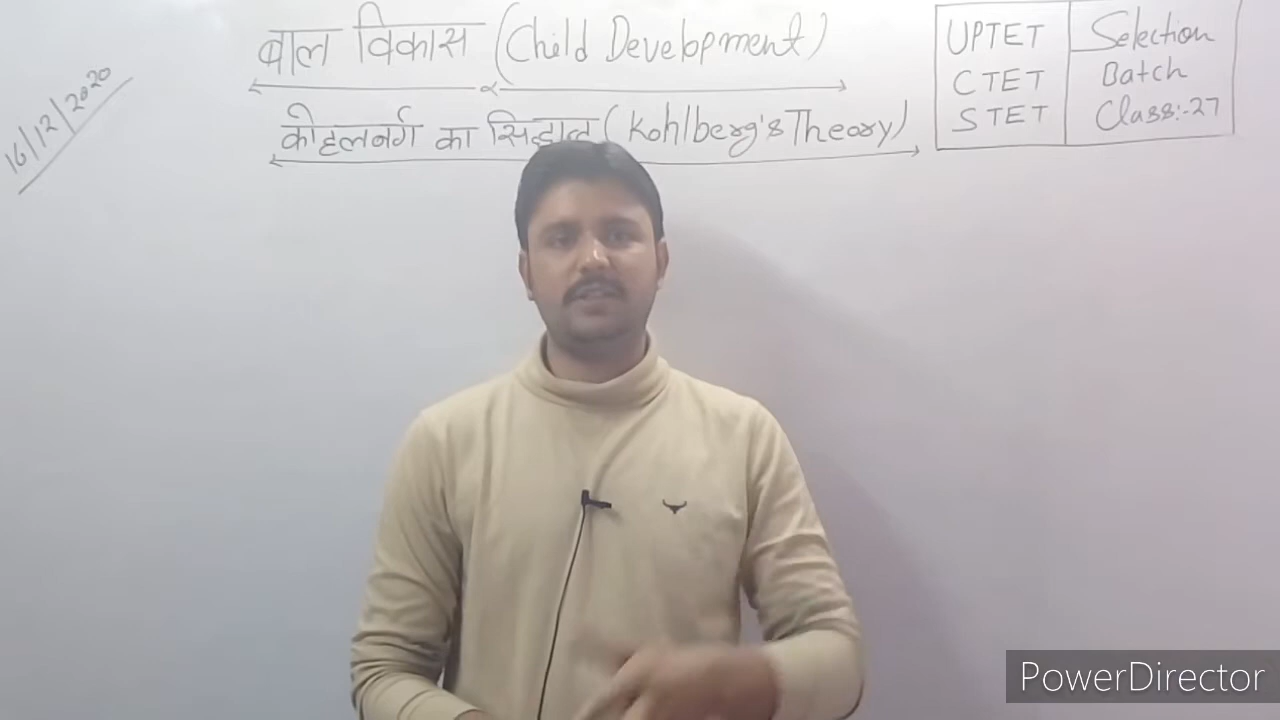 16/12/2020
बाल विकास (Child Development)
कोहलबर्ग का सिद्धान्त (Kohlberg's Theory)
UPTET Selection
CTET Batch
STET Class:-27
PowerDirector